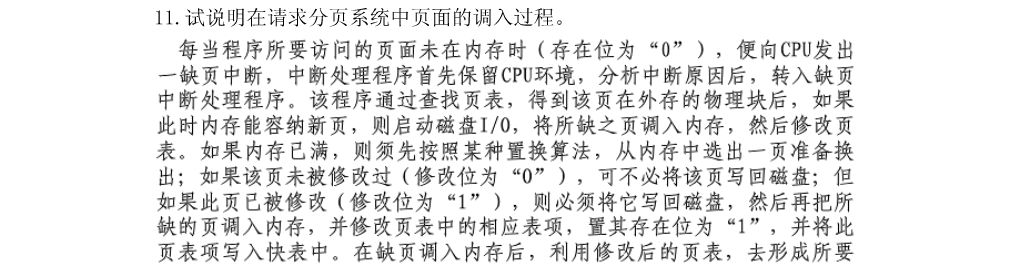 11. 试说明在请求分页系统中页面的调入过程。
每当程序所要访问的页面未在内存时（存在位为“0”），便向CPU发出
一缺页中断，中断处理程序首先保留CPU环境，分析中断原因后，转入缺页
中断处理程序。该程序通过查找页表，得到该页在外存的物理块后，如果
此时内存能容纳新页，则启动磁盘I/O，将所缺之页调入内存，然后修改页
表。如果内存已满，则须先按照某种置换算法，从内存中选出一页准备换
出；如果该页未被修改过（修改位为“0”），可不必将该页写回磁盘；但
如果此页已被修改（修改位为“1”），则必须将它写回磁盘，然后再把所
缺的页调入内存，并修改页表中的相应表项，置其存在位为“1”，并将此
页表项写入快表中。在缺页调入内存后，利用修改后的页表，去形成所要